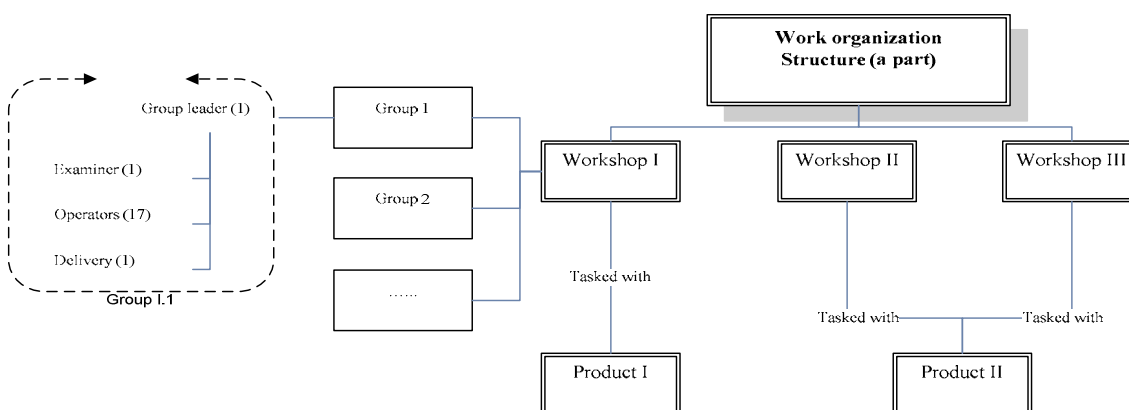 Work organization
Structure (a part)
Group leader (1)
Examiner (1)
Operators (17)
Delivery (1)
Group I.1
Group 1
Group 2
......
Workshop I
Workshop II
Workshop III
Tasked with
Tasked with
Tasked with
Product I
Product II